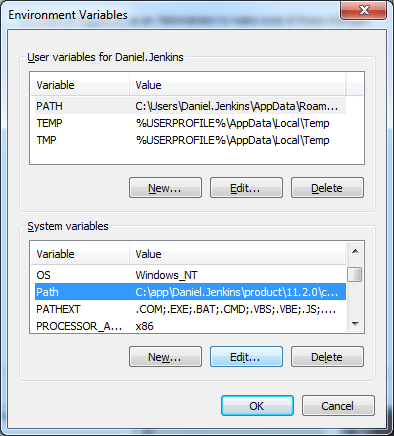 Environment Variables
User variables for Daniel.Jenkins
Variable Value
PATH C:\Users\Daniel.Jenkins\AppData\Roam...
TEMP %USERPROFILE%\AppData\Local\Temp
TMP %USERPROFILE%\AppData\Local\Temp
New... Edit... Delete
System variables
Variable Value
OS Windows_NT
Path C:\app\Daniel.Jenkins\product\11.2.0\c...
PATHEXT .COM;.EXE;.BAT;.CMD;.VBS;.VBE;.JS;....
PROCESSOR_A... x86
New... Edit... Delete
OK Cancel